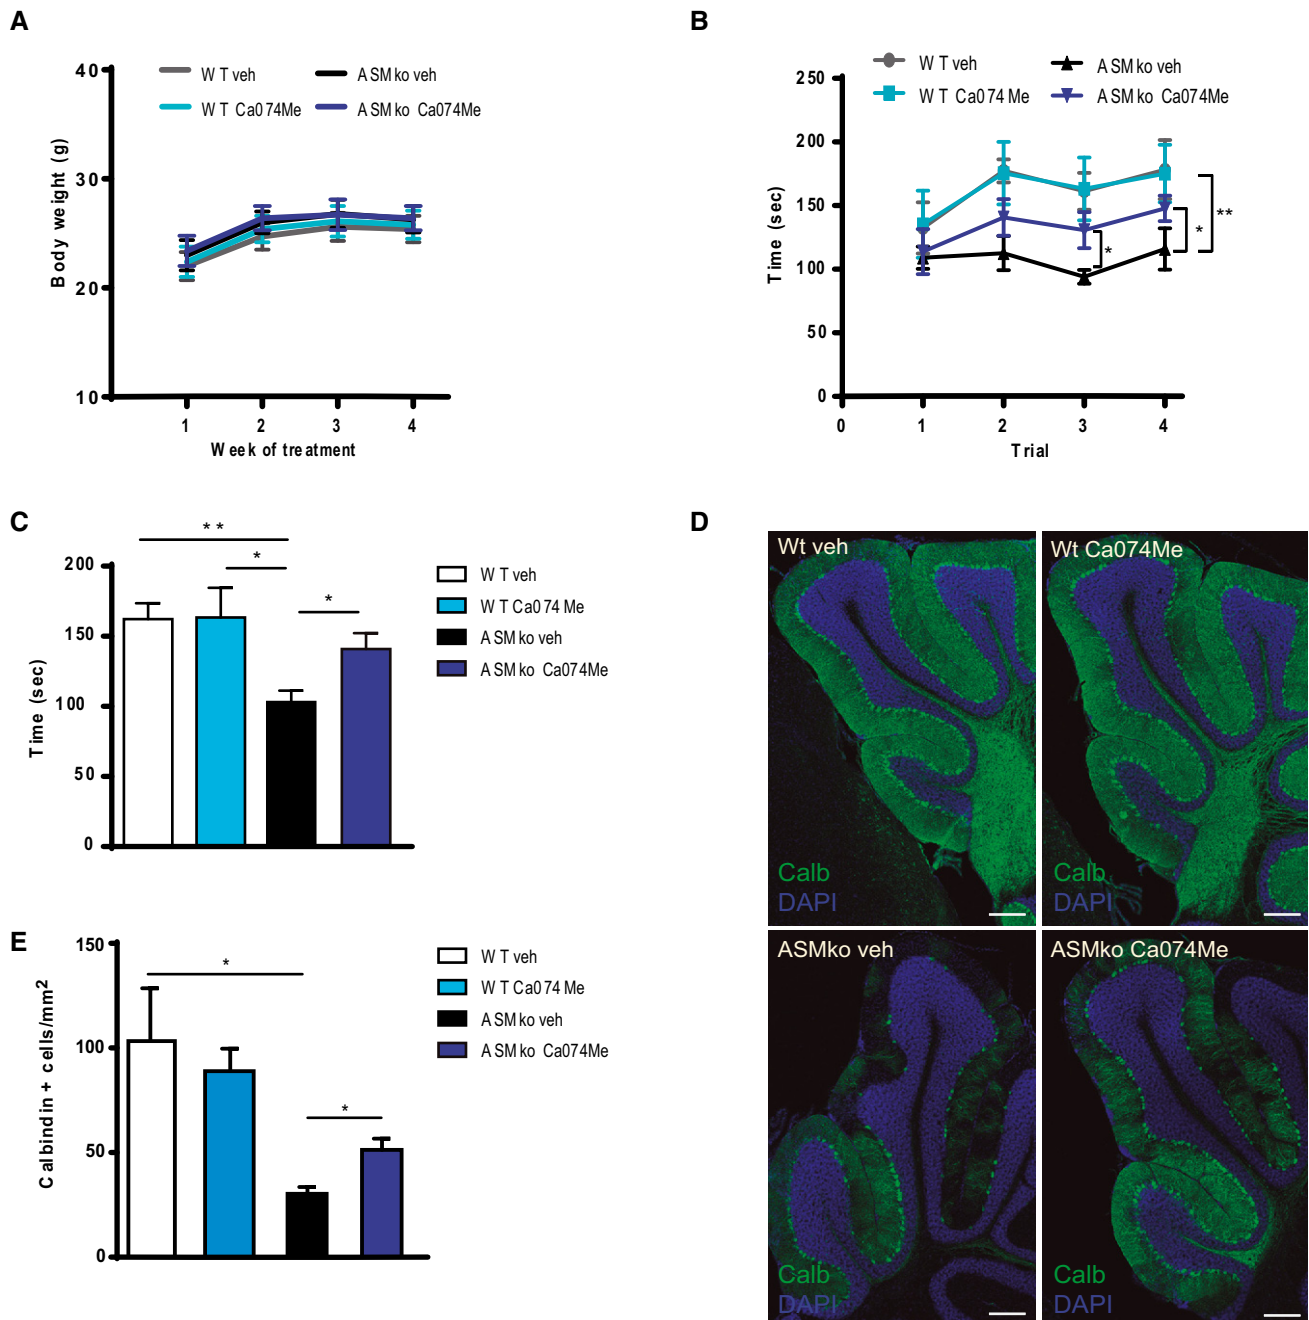 A
WT veh
ASMko veh
WT Ca074Me
ASMko Ca074Me
40
30
20
10
Body weight (g)
1 2 3 4
Week of treatment
B
WT veh
ASMko veh
WT Ca074Me
ASMko Ca074Me
250
200
150
100
50
0
Time (sec)
*
*
**
0 1 2 3 4
Trial
C
**
*
*
200
150
100
50
0
Time (sec)
WT veh
WT Ca074Me
ASMko veh
ASMko Ca074Me
D
Wt veh
Calb
DAPI
Wt Ca074Me
Calb
DAPI
ASMko veh
Calb
DAPI
ASMko Ca074Me
Calb
DAPI
E
150
100
50
0
Calbindin + cells/mm²
*
*
WT veh
WT Ca074Me
ASMko veh
ASMko Ca074Me